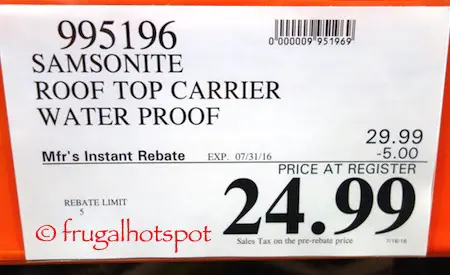 995196
0000009951969
SAMSONITE
ROOF TOP CARRIER
WATER PROOF
29.99
Mfr's Instant Rebate EXP. 07/31/16 -5.00
PRICE AT REGISTER
REBATE LIMIT
5
24.99
© frugalhotspot
Sales Tax on the pre-rebate price